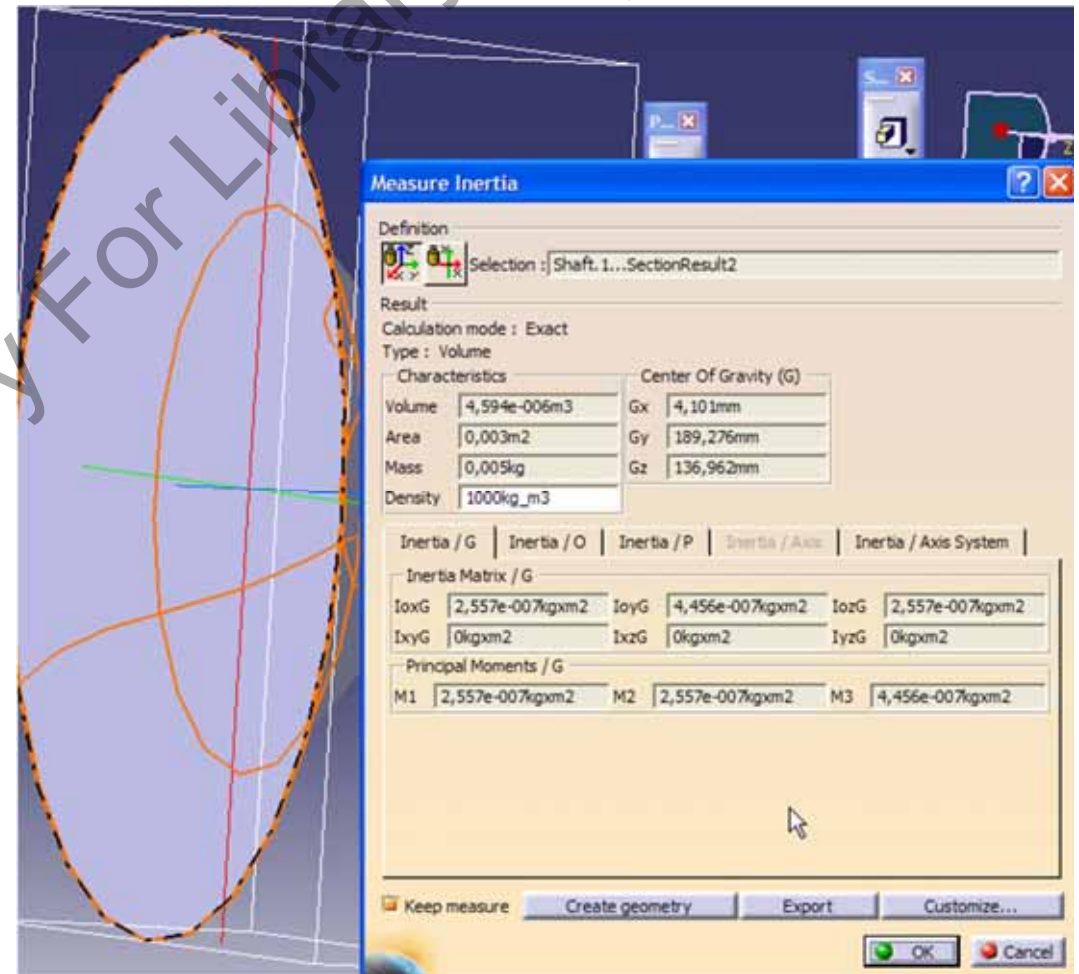 y For Library
P...
S...
Z
Measure Inertia
Definition
Selection : Shaft.1...SectionResult2
Result
Calculation mode : Exact
Type : Volume
Characteristics Center Of Gravity (G)
Volume 4,594e-006m3 Gx 4,101mm
Area 0,003m2 Gy 189,276mm
Mass 0,005kg Gz 136,962mm
Density 1000kg_m3
Inertia / G Inertia / O Inertia / P Inertia / Axis Inertia / Axis System
Inertia Matrix / G
IoxG 2,557e-007kgxm2 IoyG 4,456e-007kgxm2 IozG 2,557e-007kgxm2
IxyG 0kgxm2 IxzG 0kgxm2 IyzG 0kgxm2
Principal Moments / G
M1 2,557e-007kgxm2 M2 2,557e-007kgxm2 M3 4,456e-007kgxm2
Keep measure Create geometry Export Customize...
OK Cancel